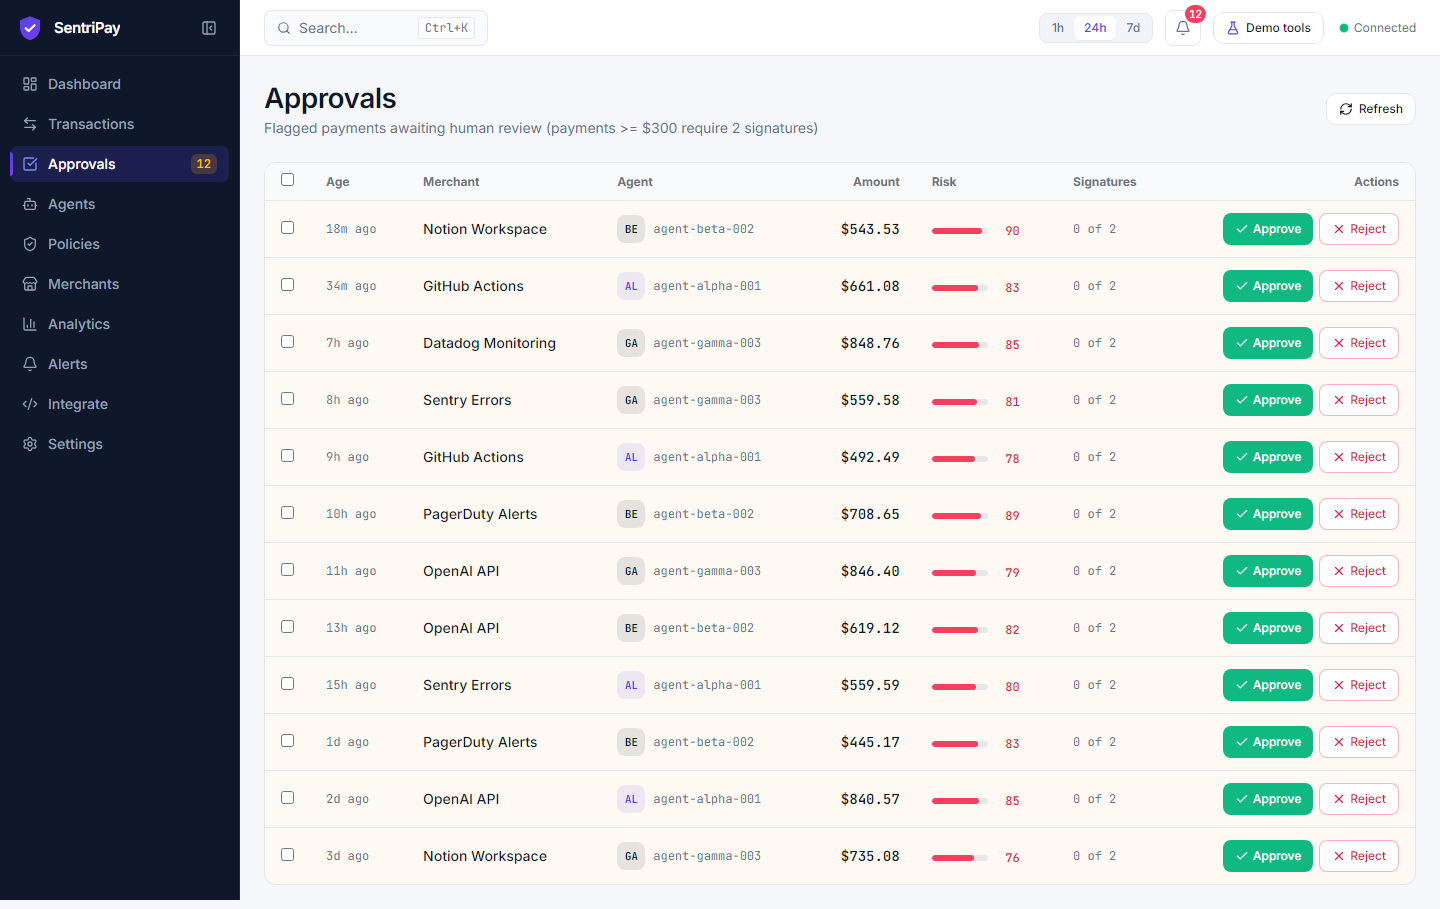 SentriPay
Search...
Ctrl+K
1h
24h
7d
12
Demo tools
Connected
Dashboard
Transactions
Approvals
12
Agents
Policies
Merchants
Analytics
Alerts
Integrate
Settings
Approvals
Flagged payments awaiting human review (payments >= $300 require 2 signatures)
Refresh
Age Merchant Agent Amount Risk Signatures Actions
18m ago Notion Workspace BE agent-beta-002 $543.53 90 0 of 2 Approve Reject
34m ago GitHub Actions AL agent-alpha-001 $661.08 83 0 of 2 Approve Reject
7h ago Datadog Monitoring GA agent-gamma-003 $848.76 85 0 of 2 Approve Reject
8h ago Sentry Errors GA agent-gamma-003 $559.58 81 0 of 2 Approve Reject
9h ago GitHub Actions AL agent-alpha-001 $492.49 78 0 of 2 Approve Reject
10h ago PagerDuty Alerts BE agent-beta-002 $708.65 89 0 of 2 Approve Reject
11h ago OpenAI API GA agent-gamma-003 $846.40 79 0 of 2 Approve Reject
13h ago OpenAI API BE agent-beta-002 $619.12 82 0 of 2 Approve Reject
15h ago Sentry Errors AL agent-alpha-001 $559.59 80 0 of 2 Approve Reject
1d ago PagerDuty Alerts BE agent-beta-002 $445.17 83 0 of 2 Approve Reject
2d ago OpenAI API AL agent-alpha-001 $840.57 85 0 of 2 Approve Reject
3d ago Notion Workspace GA agent-gamma-003 $735.08 76 0 of 2 Approve Reject